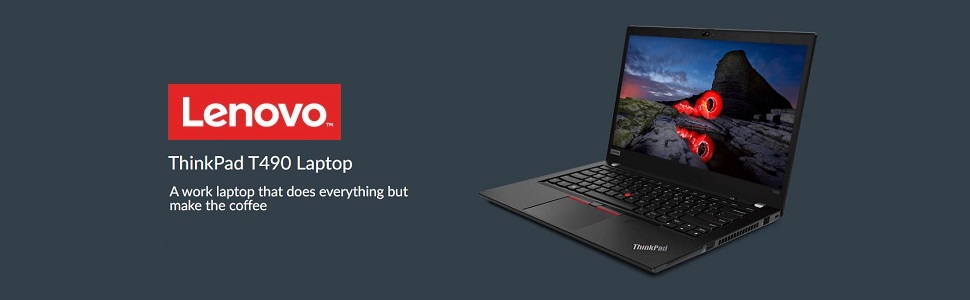 Lenovo™
ThinkPad T490 Laptop
A work laptop that does everything but
make the coffee
ThinkPad